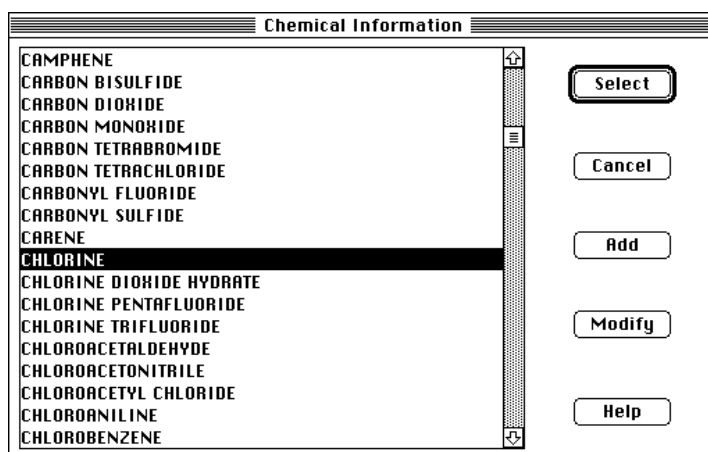 Chemical Information
CAMPHENE
CARBON BISULFIDE
CARBON DIOXIDE
CARBON MONOXIDE
CARBON TETRABROMIDE
CARBON TETRACHLORIDE
CARBONYL FLUORIDE
CARBONYL SULFIDE
CARENE
CHLORINE
CHLORINE DIOXIDE HYDRATE
CHLORINE PENTAFLUORIDE
CHLORINE TRIFLUORIDE
CHLOROACETALDEHYDE
CHLOROACETONITRILE
CHLOROACETYL CHLORIDE
CHLOROANILINE
CHLOROBENZENE
Select
Cancel
Add
Modify
Help